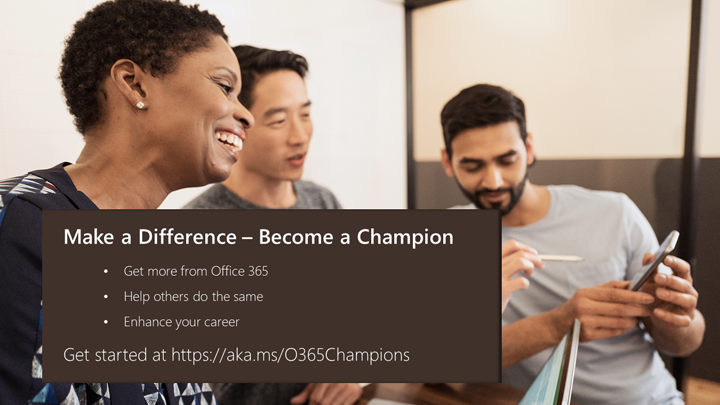 Make a Difference – Become a Champion
• Get more from Office 365
• Help others do the same
• Enhance your career
Get started at https://aka.ms/O365Champions